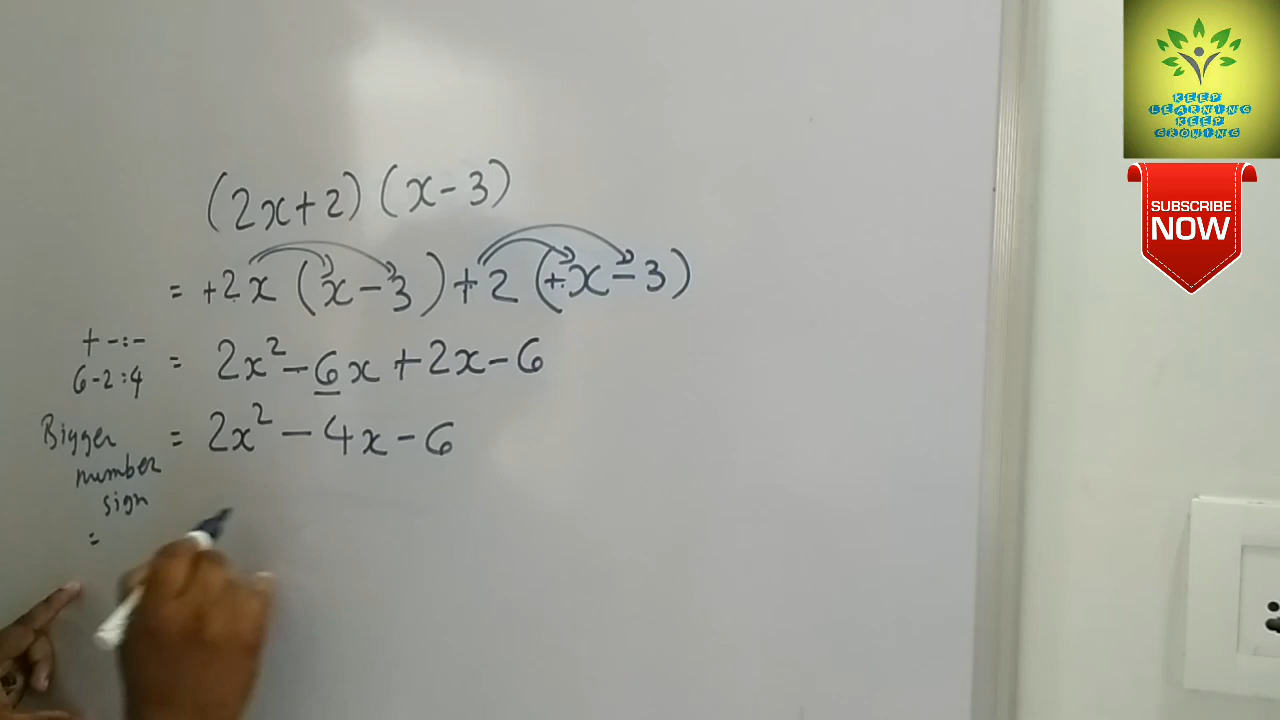 (2x+2) (x-3)
= +2x (x-3) +2 (+x-3)
+ - : -
6-2 : 4
= 2x² - 6x + 2x - 6
Bigger
number
sign
=
= 2x² - 4x - 6
KEEP
LEARNING
KEEP
GROWING
SUBSCRIBE
NOW